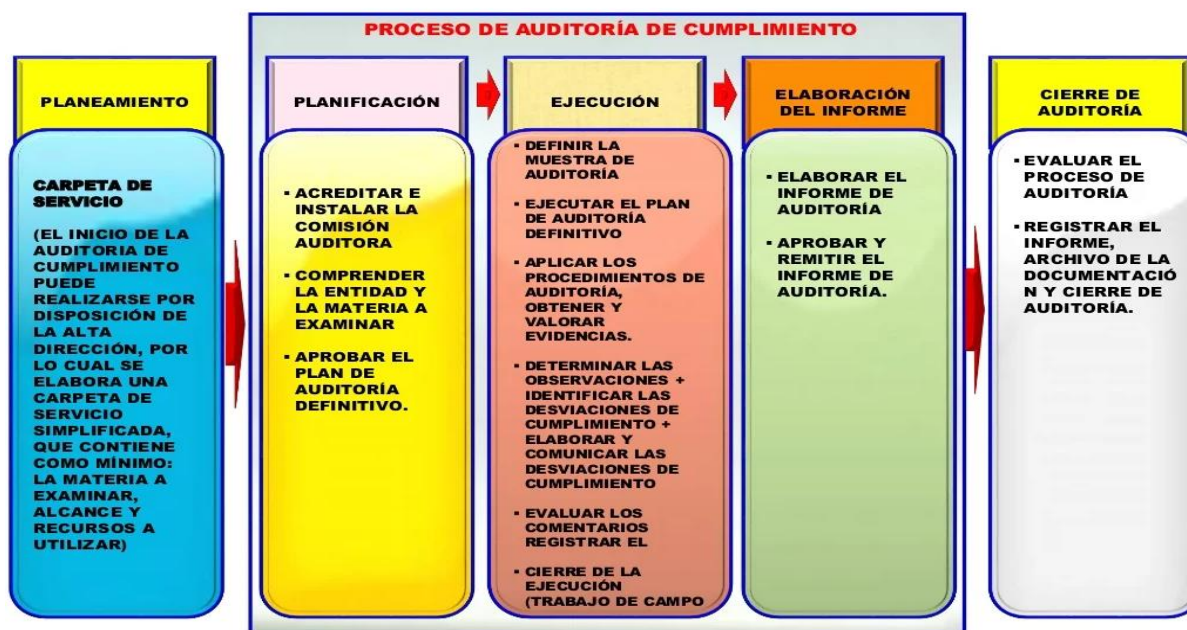 PROCESO DE AUDITORÍA DE CUMPLIMIENTO
PLANEAMIENTO
CARPETA DE
SERVICIO
(EL INICIO DE LA
AUDITORIA DE
CUMPLIMIENTO
PUEDE
REALIZARSE POR
DISPOSICIÓN DE
LA ALTA
DIRECCIÓN, POR
LO CUAL SE
ELABORA UNA
CARPETA DE
SERVICIO
SIMPLIFICADA,
QUE CONTIENE
COMO MÍNIMO:
LA MATERIA A
EXAMINAR,
ALCANCE Y
RECURSOS A
UTILIZAR)
PLANIFICACIÓN
▪ ACREDITAR E
INSTALAR LA
COMISIÓN
AUDITORA
▪ COMPRENDER
LA ENTIDAD Y
LA MATERIA A
EXAMINAR
▪ APROBAR EL
PLAN DE
AUDITORÍA
DEFINITIVO.
EJECUCIÓN
▪ DEFINIR LA
MUESTRA DE
AUDITORÍA
▪ EJECUTAR EL PLAN
DE AUDITORÍA
DEFINITIVO
▪ APLICAR LOS
PROCEDIMIENTOS DE
AUDITORÍA,
OBTENER Y
VALORAR
EVIDENCIAS.
▪ DETERMINAR LAS
OBSERVACIONES +
IDENTIFICAR LAS
DESVIACIONES DE
CUMPLIMIENTO +
ELABORAR Y
COMUNICAR LAS
DESVIACIONES DE
CUMPLIMIENTO
▪ EVALUAR LOS
COMENTARIOS
REGISTRAR EL
▪ CIERRE DE LA
EJECUCIÓN
(TRABAJO DE CAMPO
ELABORACIÓN
DEL INFORME
▪ ELABORAR EL
INFORME DE
AUDITORÍA
▪ APROBAR Y
REMITIR EL
INFORME DE
AUDITORÍA.
CIERRE DE
AUDITORÍA
▪ EVALUAR EL
PROCESO DE
AUDITORÍA
▪ REGISTRAR EL
INFORME,
ARCHIVO DE LA
DOCUMENTACIÓ
N Y CIERRE DE
AUDITORÍA.